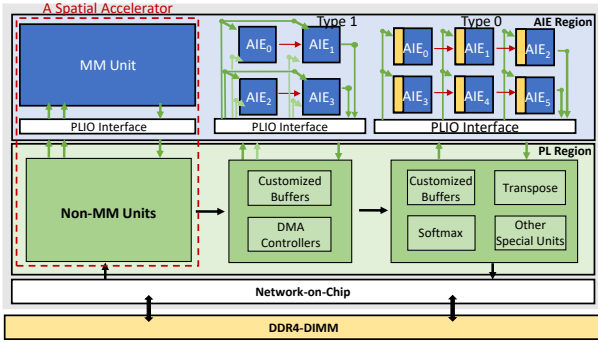 A Spatial Accelerator
Type 1
Type 0
AIE Region
MM Unit
AIE0
AIE1
AIE2
AIE3
AIE0
AIE1
AIE2
AIE3
AIE4
AIE5
PLIO Interface
PLIO Interface
PLIO Interface
PL Region
Non-MM Units
Customized
Buffers
DMA
Controllers
Customized
Buffers
Transpose
Softmax
Other
Special Units
Network-on-Chip
DDR4-DIMM